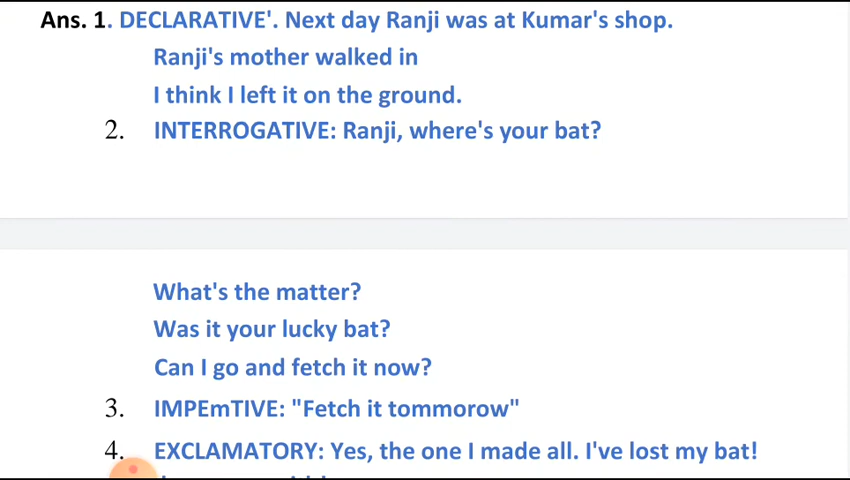 Ans. 1. DECLARATIVE'. Next day Ranji was at Kumar's shop.
Ranji's mother walked in
I think I left it on the ground.
2. INTERROGATIVE: Ranji, where's your bat?
What's the matter?
Was it your lucky bat?
Can I go and fetch it now?
3. IMPEmTIVE: "Fetch it tommorow"
4. EXCLAMATORY: Yes, the one I made all. I've lost my bat!